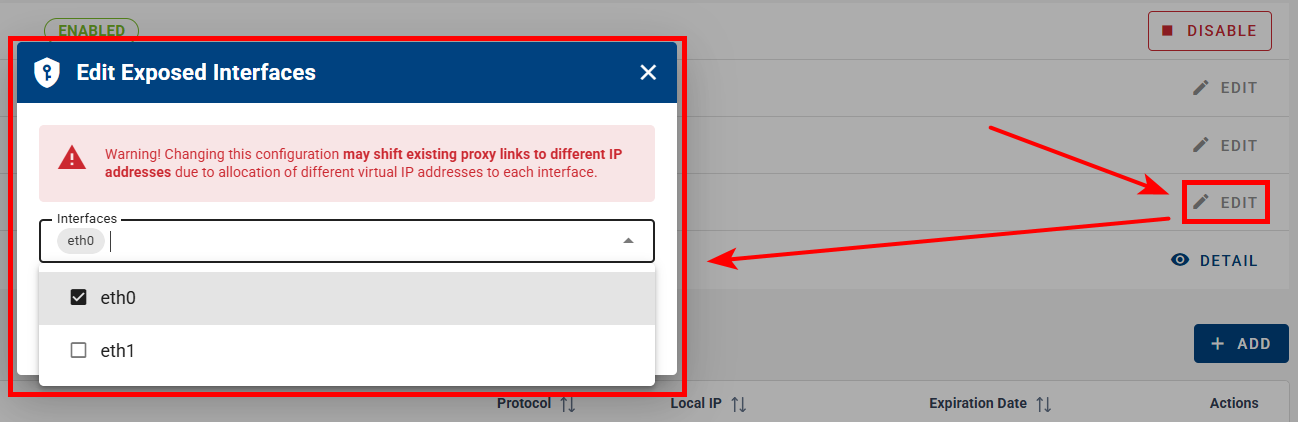 ENABLED
DISABLE
Edit Exposed Interfaces
EDIT
Warning! Changing this configuration may shift existing proxy links to different IP
addresses due to allocation of different virtual IP addresses to each interface.
EDIT
EDIT
Interfaces
eth0
DETAIL
eth0
eth1
ADD
Protocol
Local IP
Expiration Date
Actions